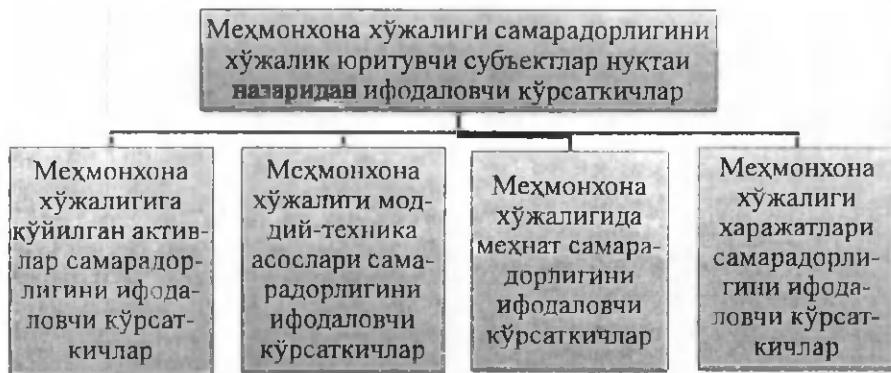 Меҳмонхона хўжалиги самарадорлигини
хўжалик юритувчи субъектлар нуқтаи
назаридан ифодаловчи кўрсаткичлар
Меҳмонхона
хўжалигига
қўйилган актив-
лар самарадор-
лигини ифода-
ловчи кўрсат-
кичлар
Меҳмонхона
хўжалиги мод-
дий-техника
асослари сама-
радорлигини
ифодаловчи
кўрсаткичлар
Меҳмонхона
хўжалигида
меҳнат самара-
дорлигини
ифодаловчи
кўрсаткичлар
Меҳмонхона
хўжалиги
харажатлари
самарадорли-
гини ифода-
ловчи кўрсат-
кичлар